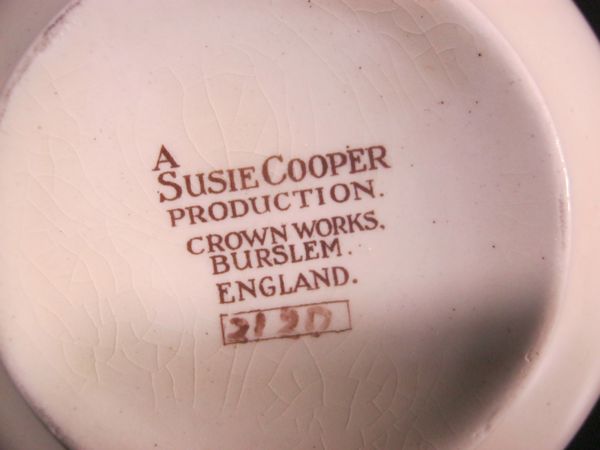 A
SUSIE COOPER
PRODUCTION.
CROWN WORKS,
BURSLEM.
ENGLAND.
2120